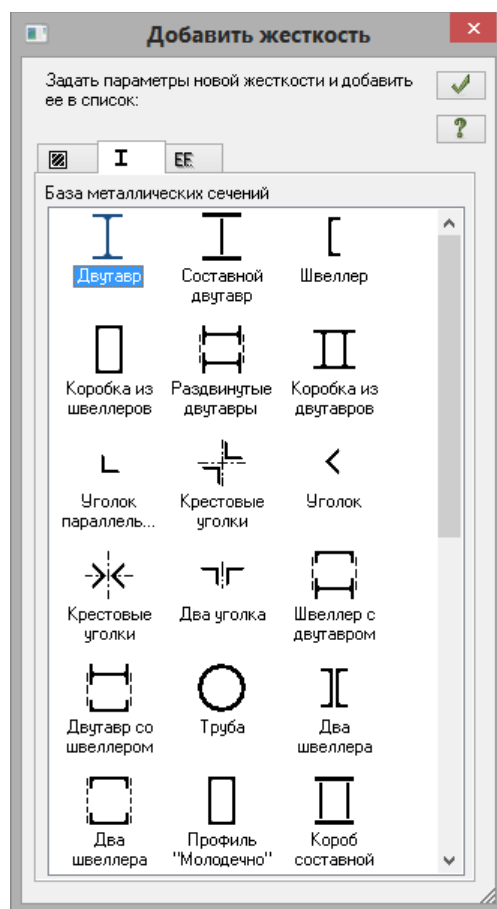 Добавить жесткость
Задать параметры новой жесткости и добавить
ее в список:
База металлических сечений
Двутавр
Составной
двутавр
Швеллер
Коробка из
швеллеров
Раздвинутые
двутавры
Коробка из
двутавров
Уголок
параллель...
Крестовые
уголки
Уголок
Крестовые
уголки
Два уголка
Швеллер с
двутавром
Двутавр со
швеллером
Труба
Два
швеллера
Два
швеллера
Профиль
"Молодечно"
Короб
составной